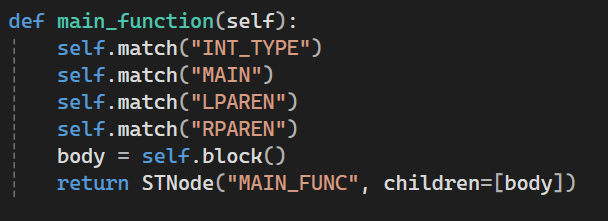 def main_function(self):
    self.match("INT_TYPE")
    self.match("MAIN")
    self.match("LPAREN")
    self.match("RPAREN")
    body = self.block()
    return STNode("MAIN_FUNC", children=[body])